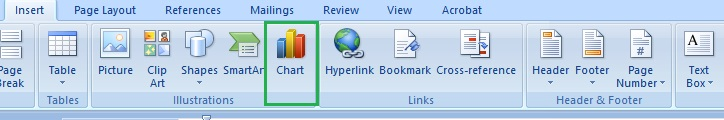 Insert Page Layout References Mailings Review View Acrobat
Page Break
Table
Picture
Clip Art
Shapes
SmartArt
Chart
Hyperlink
Bookmark
Cross-reference
Header
Footer
Page Number
# 
A
Text Box
Tables Illustrations Links Header & Footer